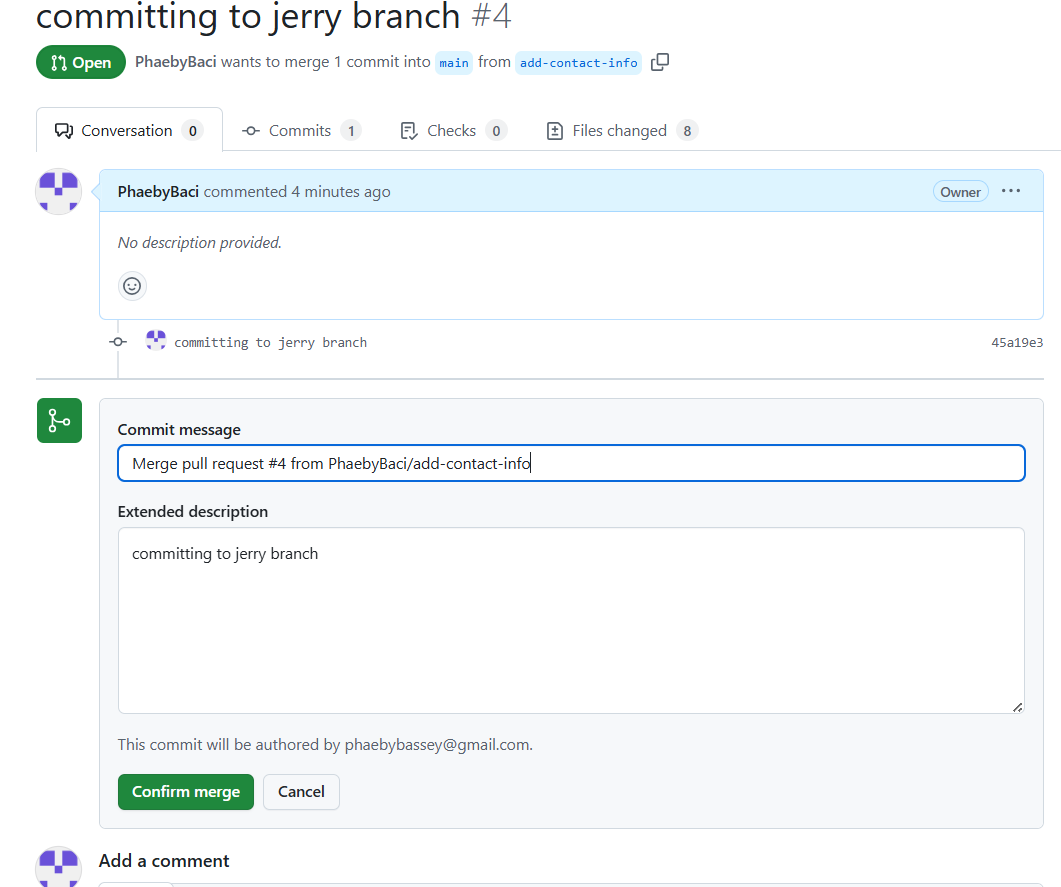 committing to jerry branch #4
Open PhaebyBaci wants to merge 1 commit into main from add-contact-info
Conversation 0 Commits 1 Checks 0 Files changed 8
PhaebyBaci commented 4 minutes ago Owner
No description provided.
committing to jerry branch 45a19e3
Commit message
Merge pull request #4 from PhaebyBaci/add-contact-info
Extended description
committing to jerry branch
This commit will be authored by phaebybassey@gmail.com.
Confirm merge Cancel
Add a comment